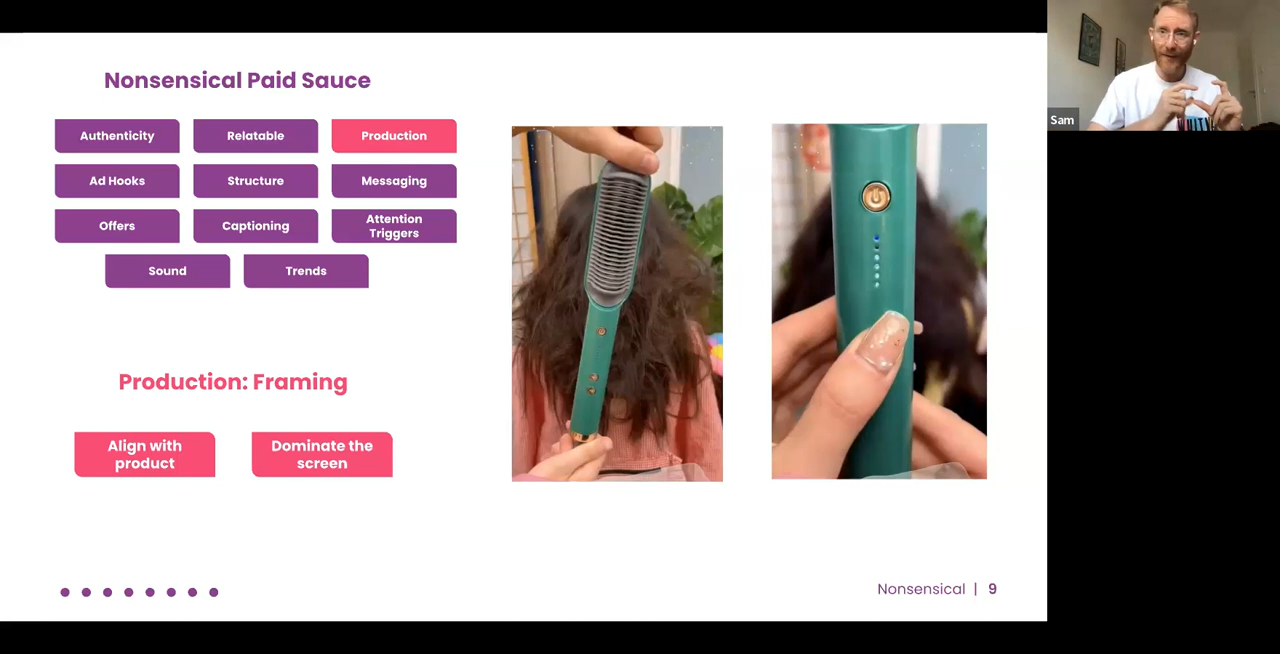 Nonsensical Paid Sauce
Authenticity
Relatable
Production
Ad Hooks
Structure
Messaging
Offers
Captioning
Attention
Triggers
Sound
Trends
Production: Framing
Align with
product
Dominate the
screen
Nonsensical | 9
Sam